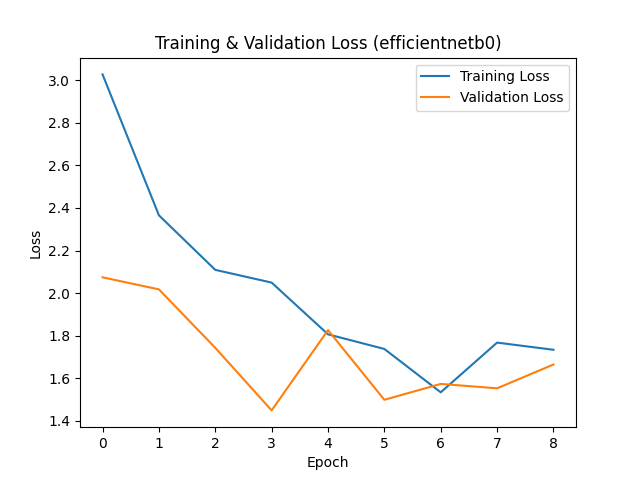 Training & Validation Loss (efficientnetb0)
Training Loss
Validation Loss
3.0
2.8
2.6
2.4
2.2
2.0
1.8
1.6
1.4
Loss
0 1 2 3 4 5 6 7 8
Epoch